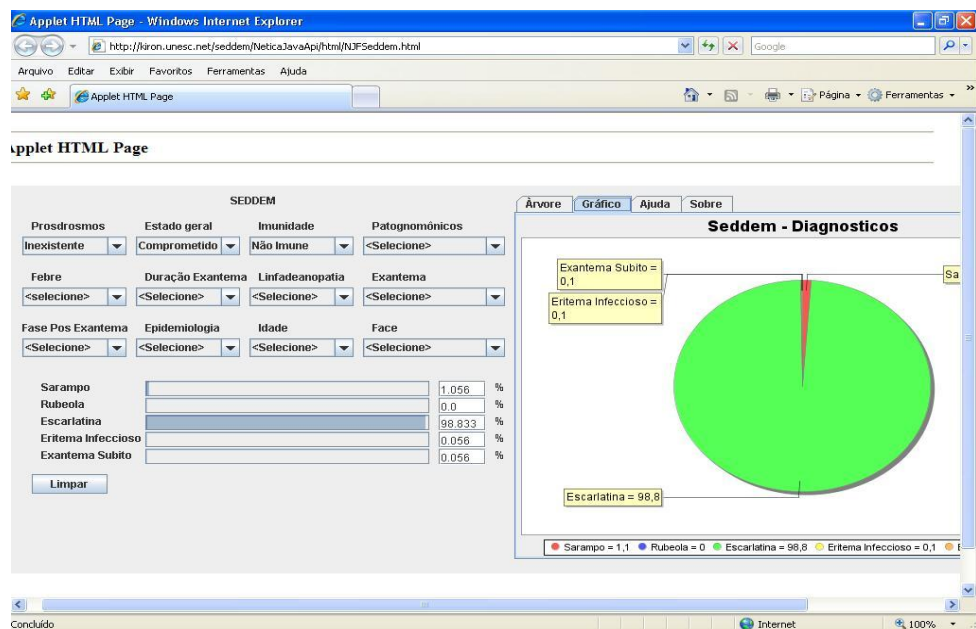 Applet HTML Page - Windows Internet Explorer
http://kiron.unesc.net/seddem/NeticaJavaApi/html/NJFSeddem.html
Google
Arquivo Editar Exibir Favoritos Ferramentas Ajuda
Applet HTML Page
Página Ferramentas
»
Applet HTML Page
SEDDEM
Prosdrosmos Estado geral Imunidade Patognomônicos
Inexistente Comprometido Não Imune <Selecione>
Febre Duração Exantema Linfadeanopatia Exantema
<selecione> <Selecione> <Selecione> <Selecione>
Fase Pos Exantema Epidemiologia Idade Face
<Selecione> <Selecione> <Selecione> <Selecione>
Sarampo 1.056 %
Rubeola 0.0 %
Escarlatina 98.833 %
Eritema Infeccioso 0.056 %
Exantema Subito 0.056 %
Limpar
Àrvore Gráfico Ajuda Sobre
Seddem - Diagnosticos
Exantema Subito =
0,1
Eritema Infeccioso =
0,1
Sa
Escarlatina = 98,8
Sarampo = 1,1 Rubeola = 0 Escarlatina = 98,8 Eritema Infeccioso = 0,1 E
Concluído Internet 100%